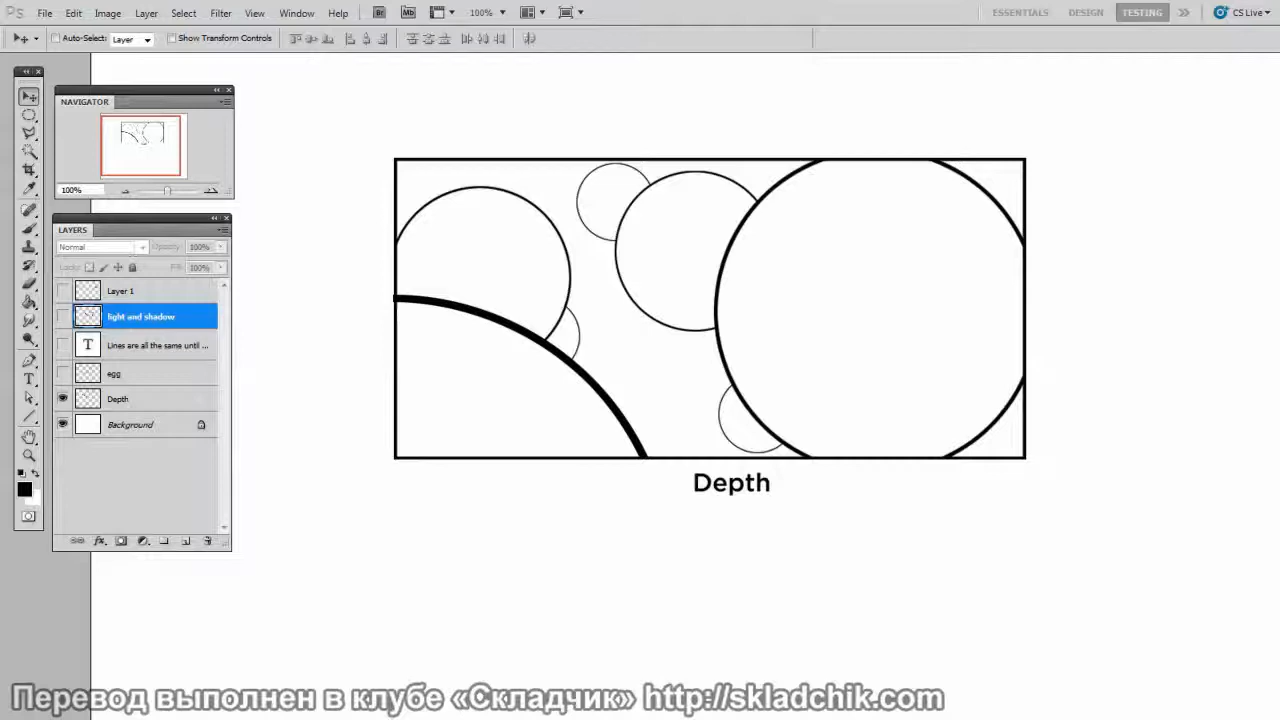 PS File Edit Image Layer Select Filter View Window Help Br Mb 100% ESSENTIALS DESIGN TESTING CS Live
Auto-Select: Layer Show Transform Controls
NAVIGATOR
100%
LAYERS
Normal Opacity: 100%
Lock: Fill: 100%
Layer 1
light and shadow
T Lines are all the same until ...
egg
Depth
Background
Depth
Перевод выполнен в клубе «Складчик» http://skladchik.com